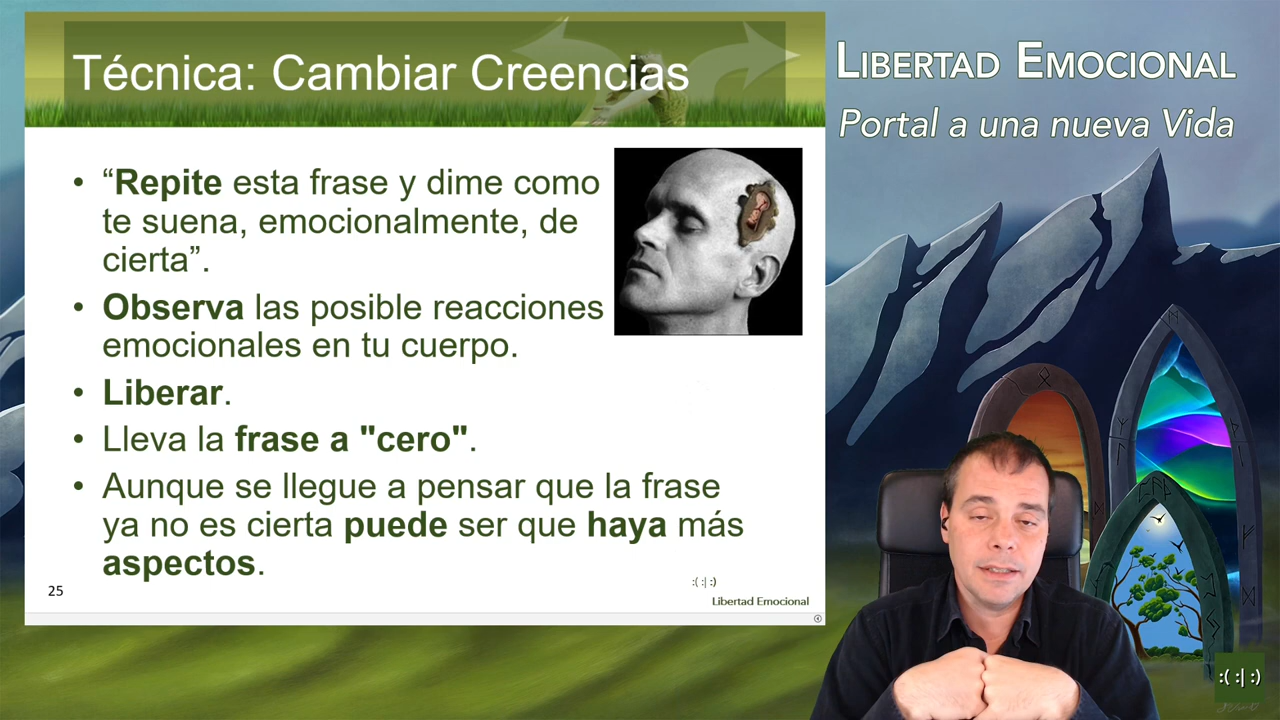 Técnica: Cambiar Creencias
• “Repite esta frase y dime como
te suena, emocionalmente, de
cierta”.
• Observa las posible reacciones
emocionales en tu cuerpo.
• Liberar.
• Lleva la frase a "cero".
• Aunque se llegue a pensar que la frase
ya no es cierta puede ser que haya más
aspectos.
25
:( :| :)
Libertad Emocional
LIBERTAD EMOCIONAL
Portal a una nueva Vida
:( :| :)